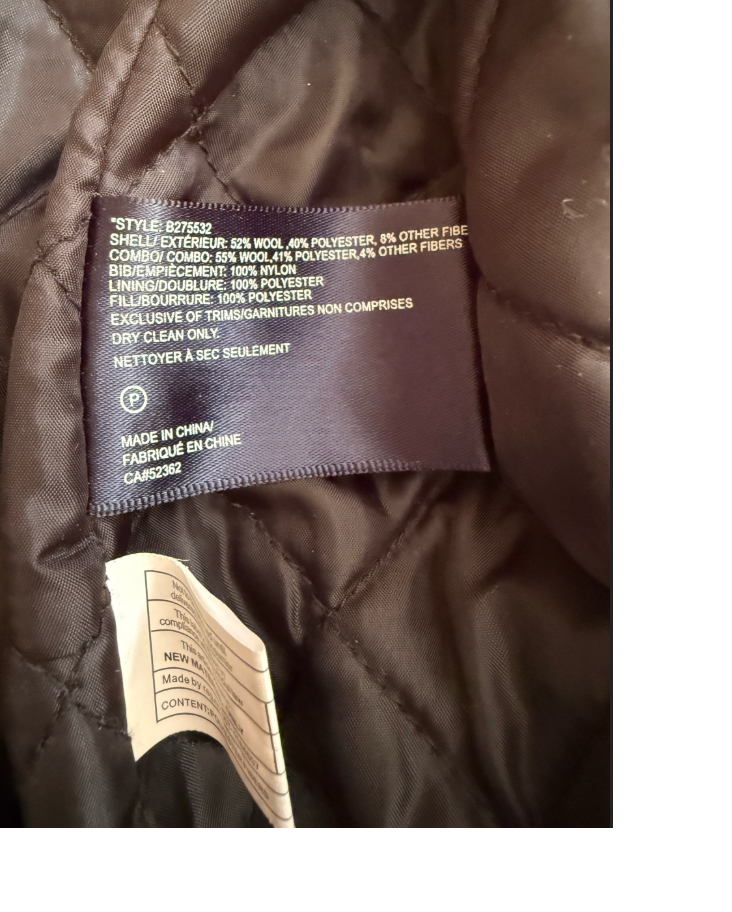 "STYLE: B275532
SHELL/ EXTÉRIEUR: 52% WOOL ,40% POLYESTER, 8% OTHER FIBE
COMBO/ COMBO: 55% WOOL,41% POLYESTER,4% OTHER FIBERS
BIB/EMPIÈCEMENT: 100% NYLON
LINING/DOUBLURE: 100% POLYESTER
FILL/BOURRURE: 100% POLYESTER
EXCLUSIVE OF TRIMS/GARNITURES NON COMPRISES
DRY CLEAN ONLY.
NETTOYER À SEC SEULEMENT
P
MADE IN CHINA/
FABRIQUÉ EN CHINE
CA#52362
This
This
NEW
Made by
CONTENT: